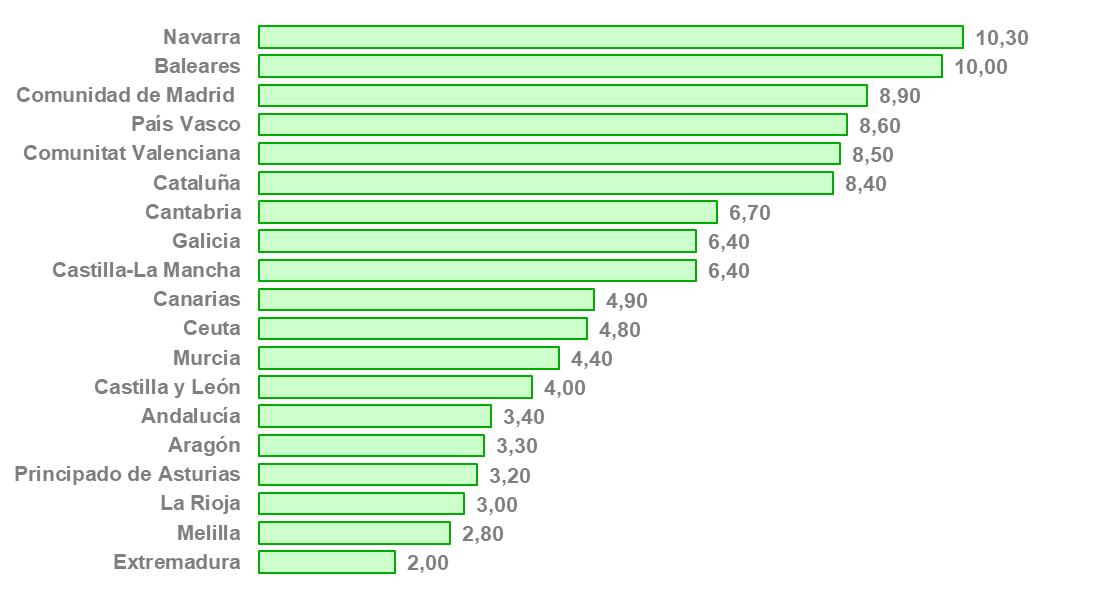 Navarra 10,30
Baleares 10,00
Comunidad de Madrid 8,90
País Vasco 8,60
Comunitat Valenciana 8,50
Cataluña 8,40
Cantabria 6,70
Galicia 6,40
Castilla-La Mancha 6,40
Canarias 4,90
Ceuta 4,80
Murcia 4,40
Castilla y León 4,00
Andalucía 3,40
Aragón 3,30
Principado de Asturias 3,20
La Rioja 3,00
Melilla 2,80
Extremadura 2,00